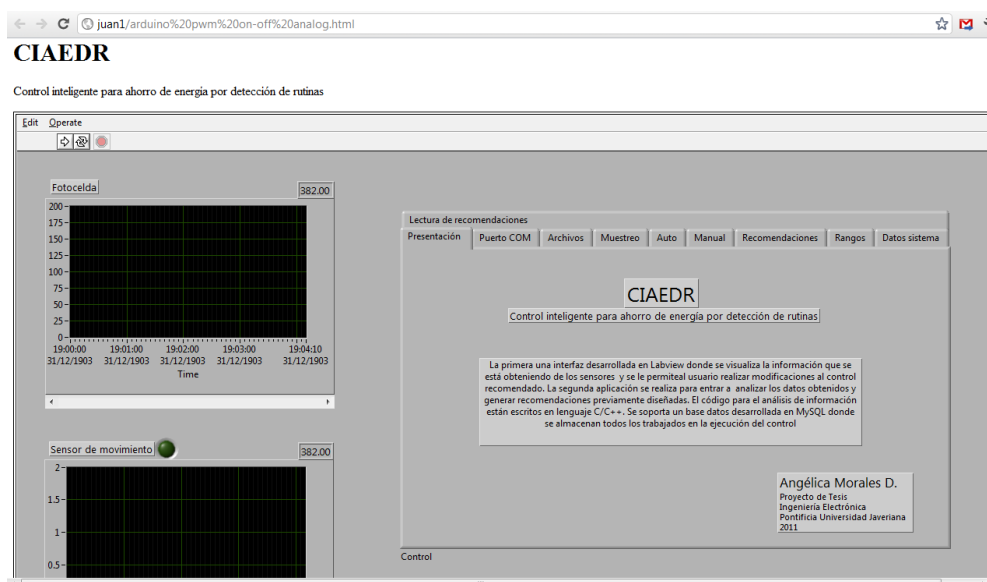 juan1/arduino%20pwm%20on-off%20analog.html
CIAEDR
Control inteligente para ahorro de energía por detección de rutinas
Edit Operate
Fotocelda
382.00
200
175
150
125
100
75
50
25
0
19:00:00 19:01:00 19:02:00 19:03:00 19:04:10
31/12/1903 31/12/1903 31/12/1903 31/12/1903 31/12/1903
Time
Sensor de movimiento
382.00
2
1.5
1
0.5
Lectura de recomendaciones
Presentación Puerto COM Archivos Muestreo Auto Manual Recomendaciones Rangos Datos sistema
CIAEDR
Control inteligente para ahorro de energía por detección de rutinas
La primera una interfaz desarrollada en Labview donde se visualiza la información que se
está obteniendo de los sensores y se le permiteal usuario realizar modificaciones al control
recomendado. La segunda aplicación se realiza para entrar a analizar los datos obtenidos y
generar recomendaciones previamente diseñadas. El código para el análisis de información
están escritos en lenguaje C/C++. Se soporta un base datos desarrollada en MySQL donde
se almacenan todos los trabajados en la ejecución del control
Angélica Morales D.
Proyecto de Tesis
Ingeniería Electrónica
Pontificia Universidad Javeriana
2011
Control